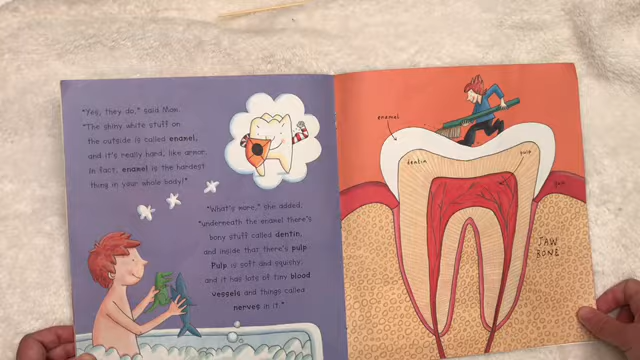 "Yes, they do," said Mom.
"The shiny white stuff on
the outside is called enamel,
and it's really hard, like armor.
In fact, enamel is the hardest
thing in your whole body!"
"What's more," she added,
"underneath the enamel there's
bony stuff called dentin,
and inside that there's pulp.
Pulp is soft and squishy,
and it has lots of tiny blood
vessels and things called
nerves in it."
enamel
dentin
pulp
gum
JAW
BONE